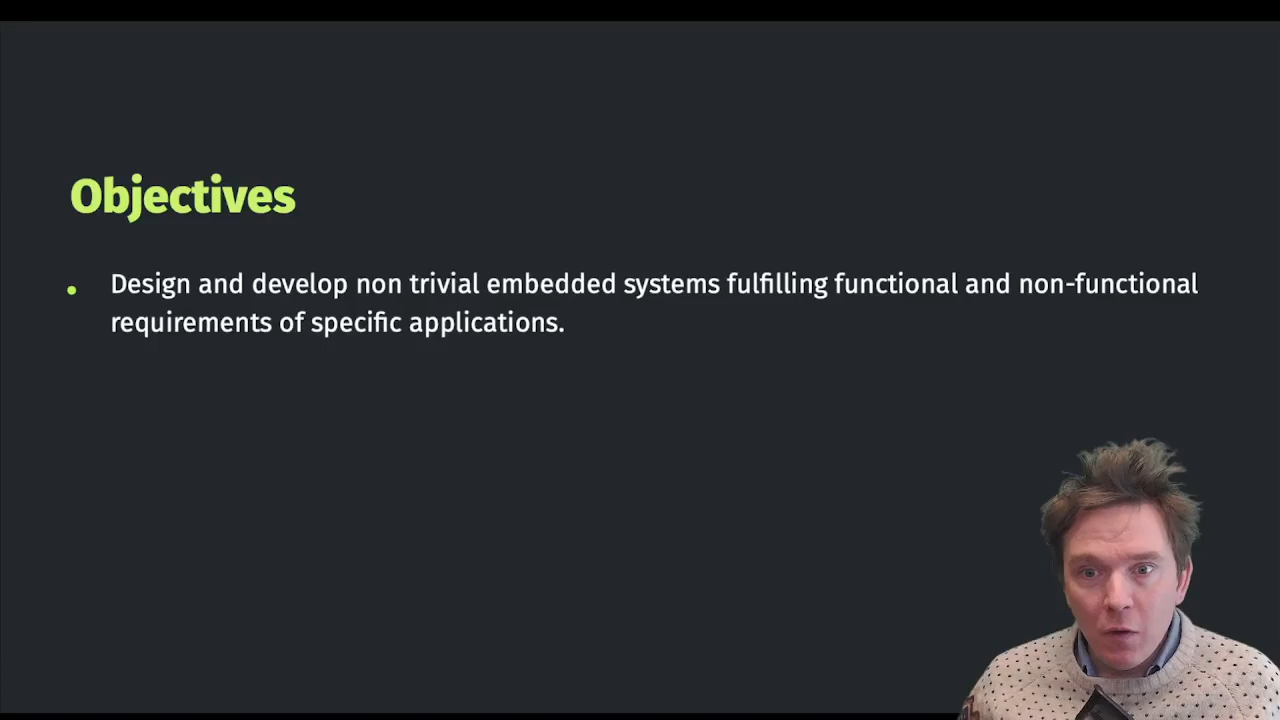 Objectives
Design and develop non trivial embedded systems fulfilling functional and non-functional
requirements of specific applications.